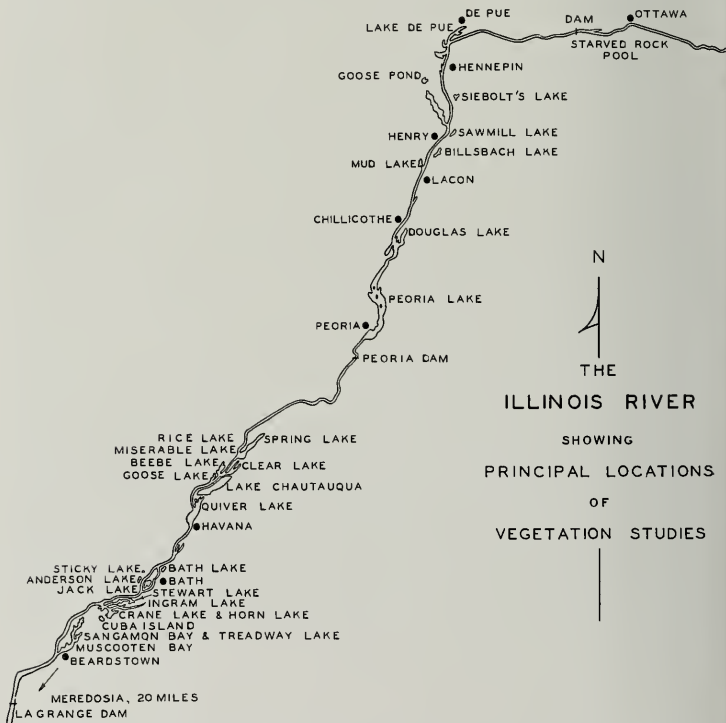 DE PUE
LAKE DE PUE
DAM
OTTAWA
STARVED ROCK
POOL
HENNEPIN
GOOSE POND
SIEBOLT'S LAKE
HENRY
SAWMILL LAKE
BILLSBACH LAKE
MUD LAKE
LACON
CHILLICOTHE
DOUGLAS LAKE
N
PEORIA LAKE
PEORIA
PEORIA DAM
THE
ILLINOIS RIVER
SHOWING
PRINCIPAL LOCATIONS
OF
VEGETATION STUDIES
RICE LAKE
SPRING LAKE
MISERABLE LAKE
BEEBE LAKE
CLEAR LAKE
GOOSE LAKE
LAKE CHAUTAUQUA
QUIVER LAKE
HAVANA
STICKY LAKE
BATH LAKE
ANDERSON LAKE
BATH
JACK LAKE
STEWART LAKE
INGRAM LAKE
CRANE LAKE & HORN LAKE
CUBA ISLAND
SANGAMON BAY & TREADWAY LAKE
MUSCOOTEN BAY
BEARDSTOWN
MEREDOSIA, 20 MILES
LA GRANGE DAM